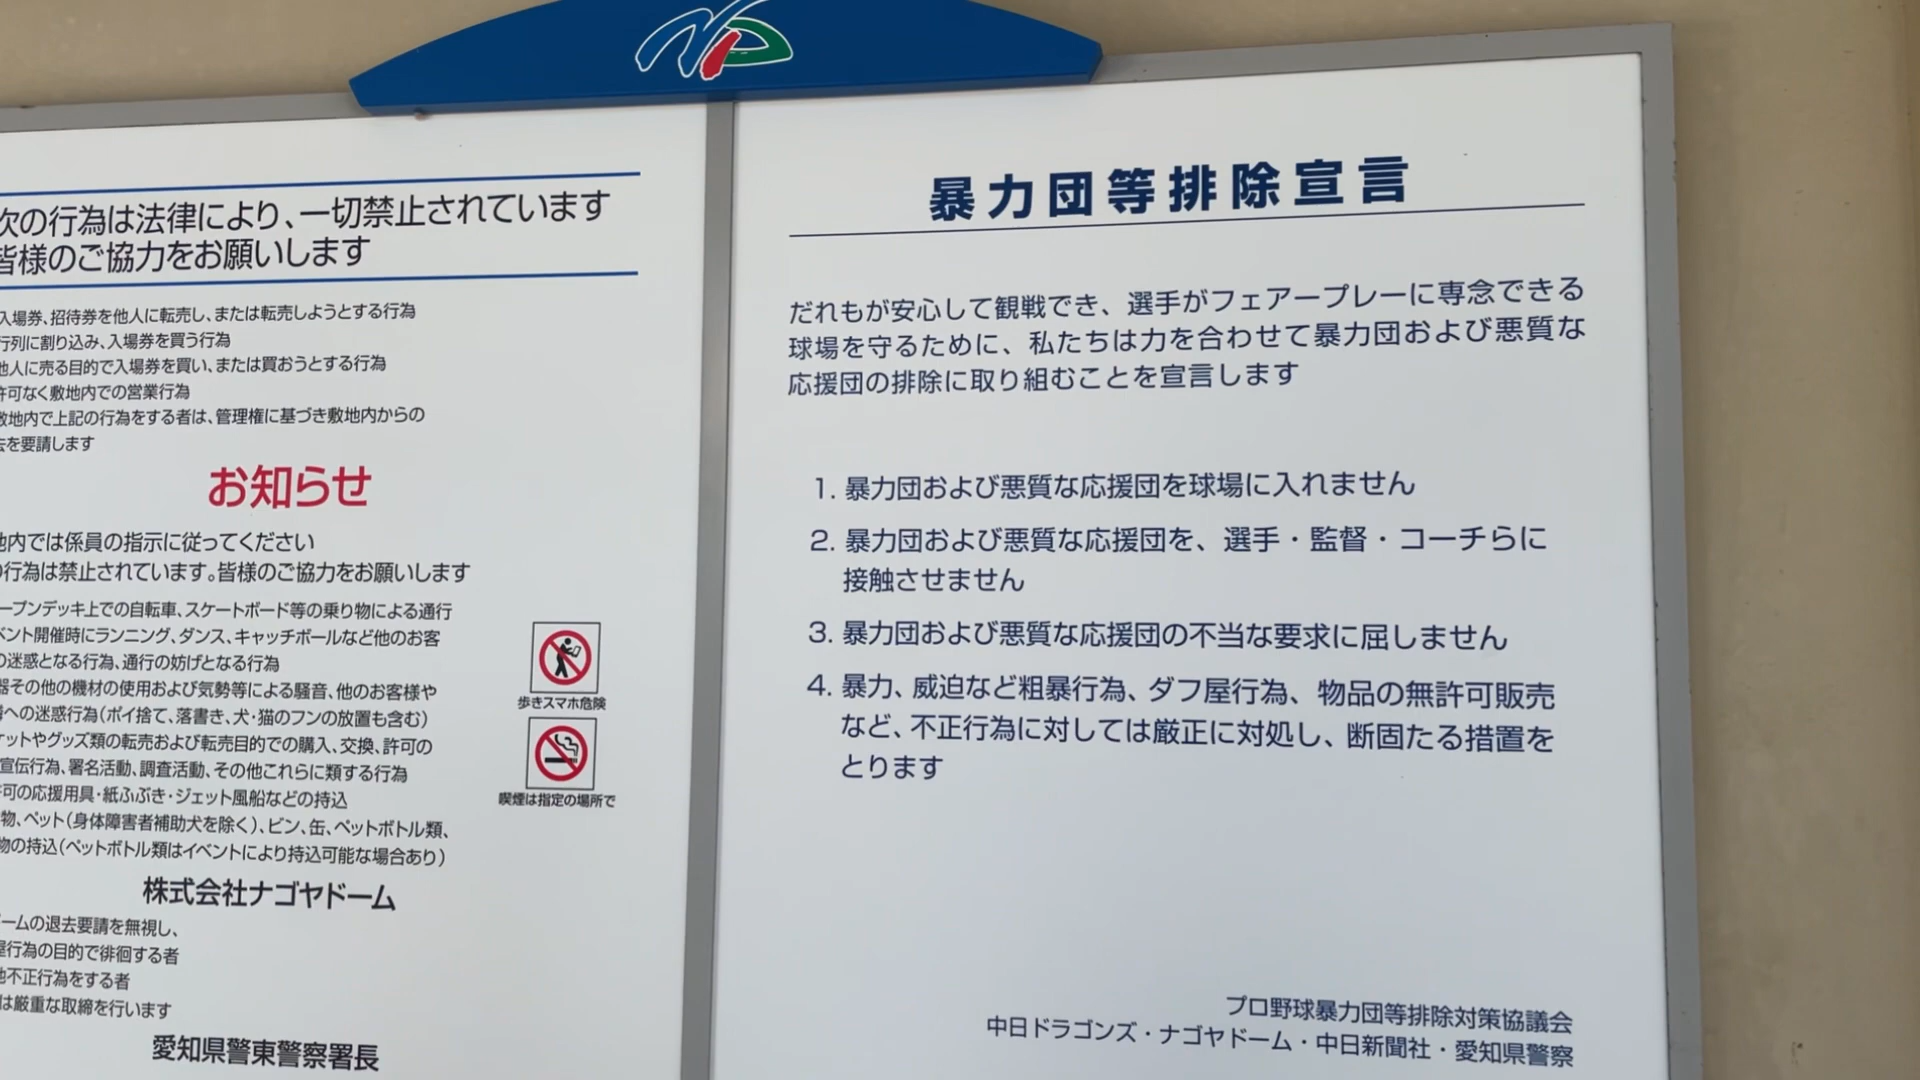 次の行為は法律により、一切禁止されています
皆様のご協力をお願いします
入場券、招待券を他人に転売し、または転売しようとする行為
行列に割り込み、入場券を買う行為
他人に売る目的で入場券を買い、または買おうとする行為
許可なく敷地内での営業行為
敷地内で上記の行為をする者は、管理権に基づき敷地内からの
去を要請します
お知らせ
地内では係員の指示に従ってください
の行為は禁止されています。皆様のご協力をお願いします
ープンデッキ上での自転車、スケートボード等の乗り物による通行
ベント開催時にランニング、ダンス、キャッチボールなど他のお客
の迷惑となる行為、通行の妨げとなる行為
器その他の機材の使用および気勢等による騒音、他のお客様や
への迷惑行為(ポイ捨て、落書き、犬・猫のフンの放置も含む)
ケットやグッズ類の転売および転売目的での購入、交換、許可の
宣伝行為、署名活動、調査活動、その他これらに類する行為
可の応援用具・紙ふぶき・ジェット風船などの持込
物、ペット(身体障害者補助犬を除く)、ビン、缶、ペットボトル類、
物の持込(ペットボトル類はイベントにより持込可能な場合あり)
歩きスマホ危険
喫煙は指定の場所で
株式会社ナゴヤドーム
ームの退去要請を無視し、
屋行為の目的で徘徊する者
他不正行為をする者
は厳重な取締を行います
愛知県警東警察署長
暴力団等排除宣言
だれもが安心して観戦でき、選手がフェアープレーに専念できる
球場を守るために、私たちは力を合わせて暴力団および悪質な
応援団の排除に取り組むことを宣言します
1. 暴力団および悪質な応援団を球場に入れません
2. 暴力団および悪質な応援団を、選手・監督・コーチらに
接触させません
3. 暴力団および悪質な応援団の不当な要求に屈しません
4. 暴力、威迫など粗暴行為、ダフ屋行為、物品の無許可販売
など、不正行為に対しては厳正に対処し、断固たる措置を
とります
プロ野球暴力団等排除対策協議会
中日ドラゴンズ・ナゴヤドーム・中日新聞社・愛知県警察